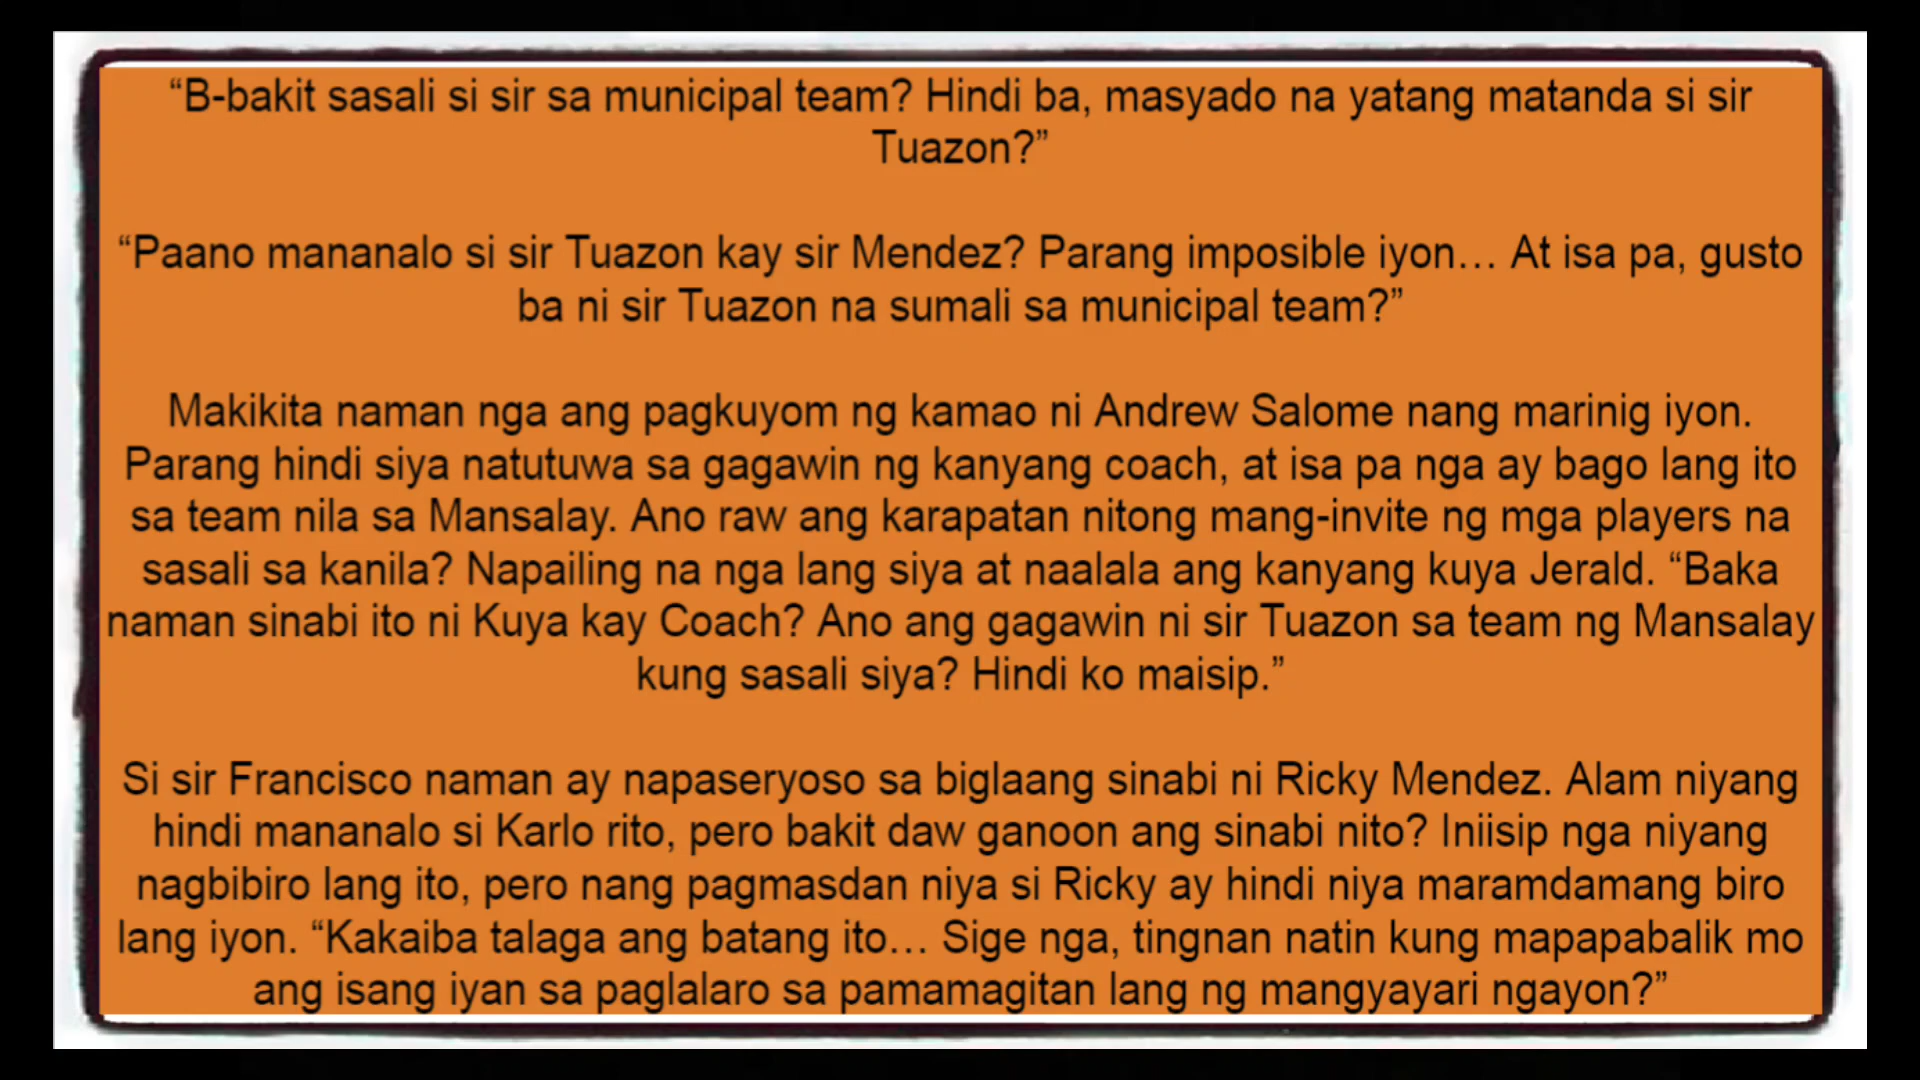 “B-bakit sasali si sir sa municipal team? Hindi ba, masyado na yatang matanda si sir
Tuazon?”
“Paano mananalo si sir Tuazon kay sir Mendez? Parang imposible iyon… At isa pa, gusto
ba ni sir Tuazon na sumali sa municipal team?”
Makikita naman nga ang pagkuyom ng kamao ni Andrew Salome nang marinig iyon.
Parang hindi siya natutuwa sa gagawin ng kanyang coach, at isa pa nga ay bago lang ito
sa team nila sa Mansalay. Ano raw ang karapatan nitong mang-invite ng mga players na
sasali sa kanila? Napailing na nga lang siya at naalala ang kanyang kuya Jerald. “Baka
naman sinabi ito ni Kuya kay Coach? Ano ang gagawin ni sir Tuazon sa team ng Mansalay
kung sasali siya? Hindi ko maisip.”
Si sir Francisco naman ay napaseryoso sa biglaang sinabi ni Ricky Mendez. Alam niyang
hindi mananalo si Karlo rito, pero bakit daw ganoon ang sinabi nito? Iniisip nga niyang
nagbibiro lang ito, pero nang pagmasdan niya si Ricky ay hindi niya maramdamang biro
lang iyon. “Kakaiba talaga ang batang ito… Sige nga, tingnan natin kung mapapabalik mo
ang isang iyan sa paglalaro sa pamamagitan lang ng mangyayari ngayon?”